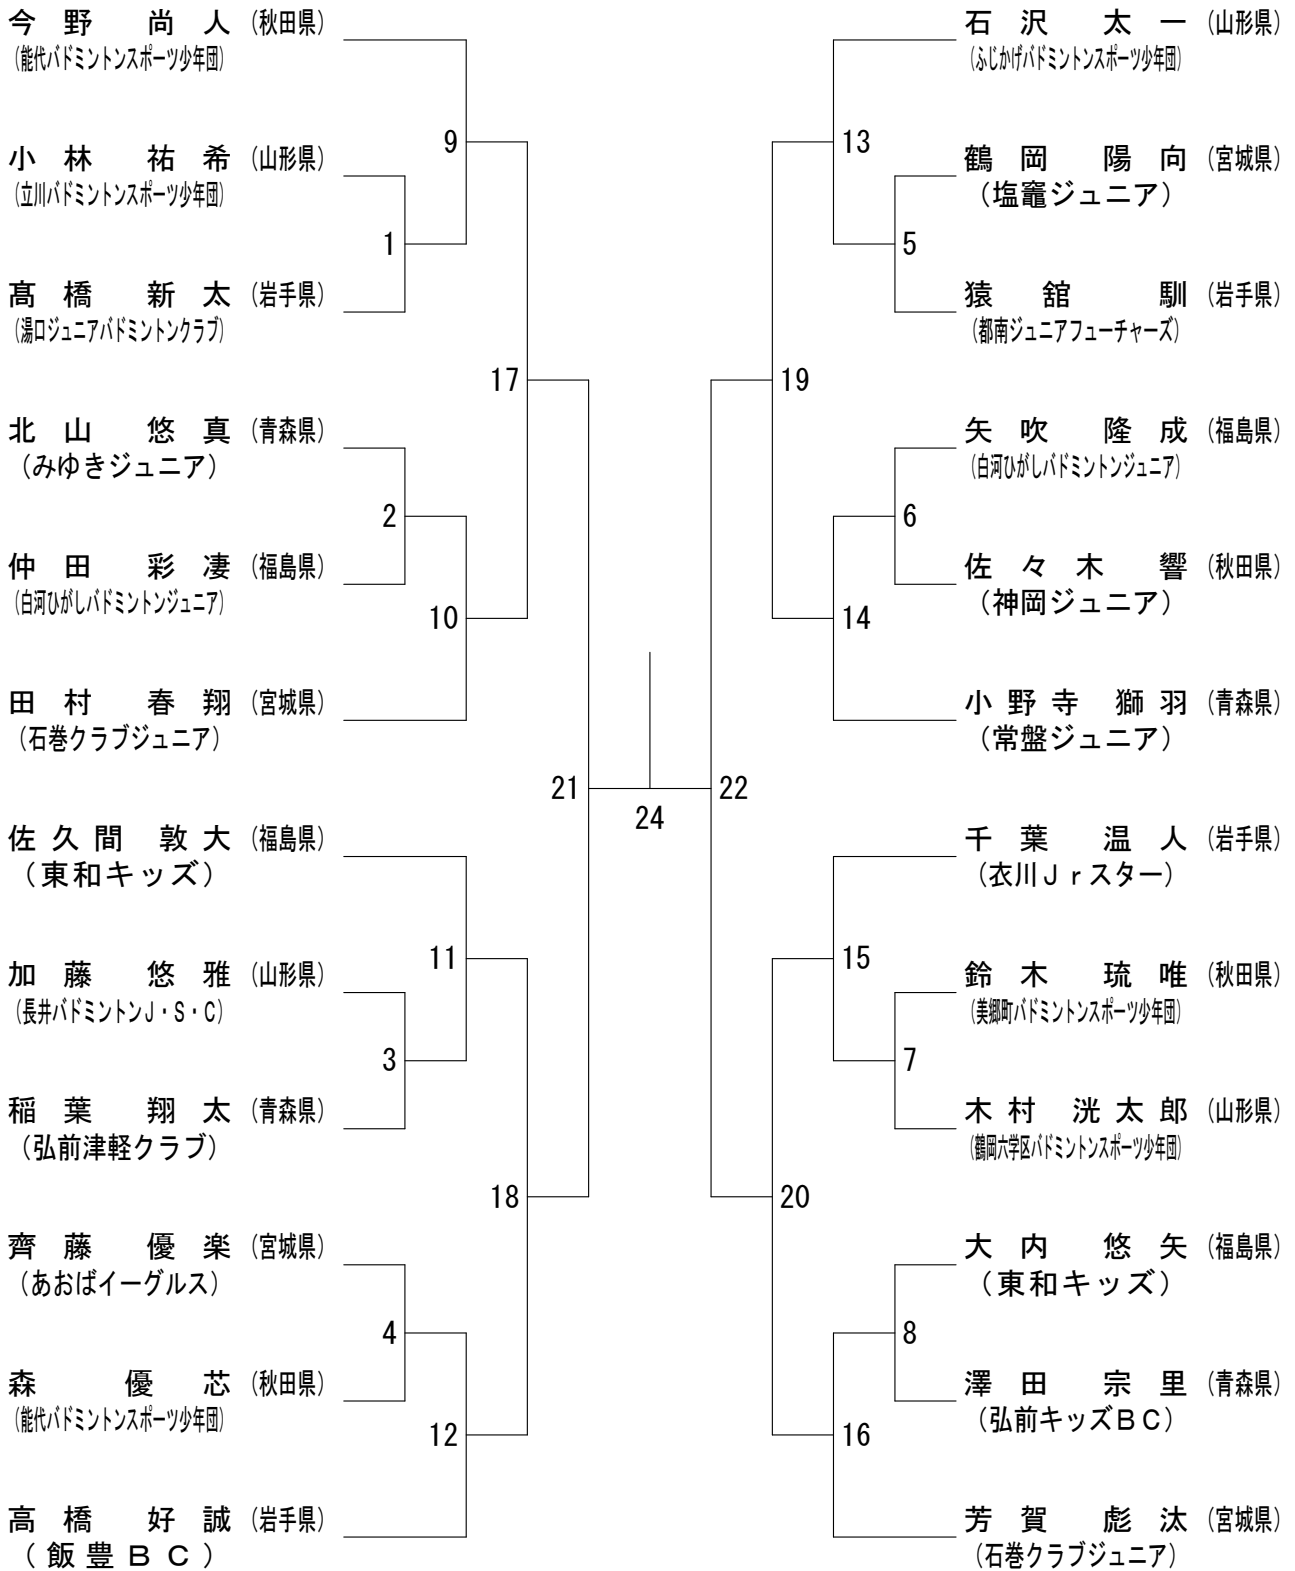 今野 尚人 (秋田県)
(能代バドミントンスポーツ少年団)
9
小林 祐希 (山形県)
(立川バドミントンスポーツ少年団)
1
髙橋 新太 (岩手県)
(湯口ジュニアバドミントンクラブ)
17
北山 悠真 (青森県)
(みゆきジュニア)
2
仲田 彩凄 (福島県)
(白河ひがしバドミントンジュニア)
10
田村 春翔 (宮城県)
(石巻クラブジュニア)
21
佐久間 敦大 (福島県)
(東和キッズ)
11
加藤 悠雅 (山形県)
(長井バドミントンJ・S・C)
3
稲葉 翔太 (青森県)
(弘前津軽クラブ)
18
齊藤 優楽 (宮城県)
(あおばイーグルス)
4
森 優芯 (秋田県)
(能代バドミントンスポーツ少年団)
12
高橋 好誠 (岩手県)
(飯豊BC)
24
石沢 太一 (山形県)
(ふじかげバドミントンスポーツ少年団)
13
鶴岡 陽向 (宮城県)
(塩竈ジュニア)
5
猿舘 馴 (岩手県)
(都南ジュニアフューチャーズ)
19
矢吹 隆成 (福島県)
(白河ひがしバドミントンジュニア)
6
佐々木 響 (秋田県)
(神岡ジュニア)
14
小野寺 獅羽 (青森県)
(常盤ジュニア)
22
千葉 温人 (岩手県)
(衣川Jrスター)
15
鈴木 琉唯 (秋田県)
(美郷町バドミントンスポーツ少年団)
7
木村 洸太郎 (山形県)
(鶴岡六学区バドミントンスポーツ少年団)
20
大内 悠矢 (福島県)
(東和キッズ)
8
澤田 宗里 (青森県)
(弘前キッズBC)
16
芳賀 彪汰 (宮城県)
(石巻クラブジュニア)